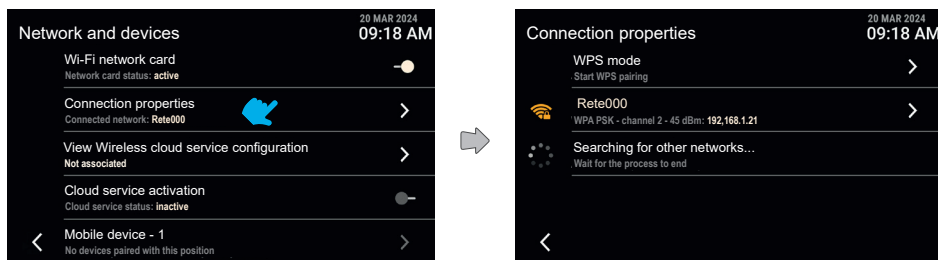 20 MAR 2024
Network and devices
09:18 AM
Wi-Fi network card
Network card status: active
Connection properties
Connected network: Rete000
View Wireless cloud service configuration
Not associated
Cloud service activation
Cloud service status: inactive
Mobile device - 1
No devices paired with this position
20 MAR 2024
Connection properties
09:18 AM
WPS mode
Start WPS pairing
Rete000
WPA PSK - channel 2 - 45 dBm: 192,168.1.21
Searching for other networks...
Wait for the process to end